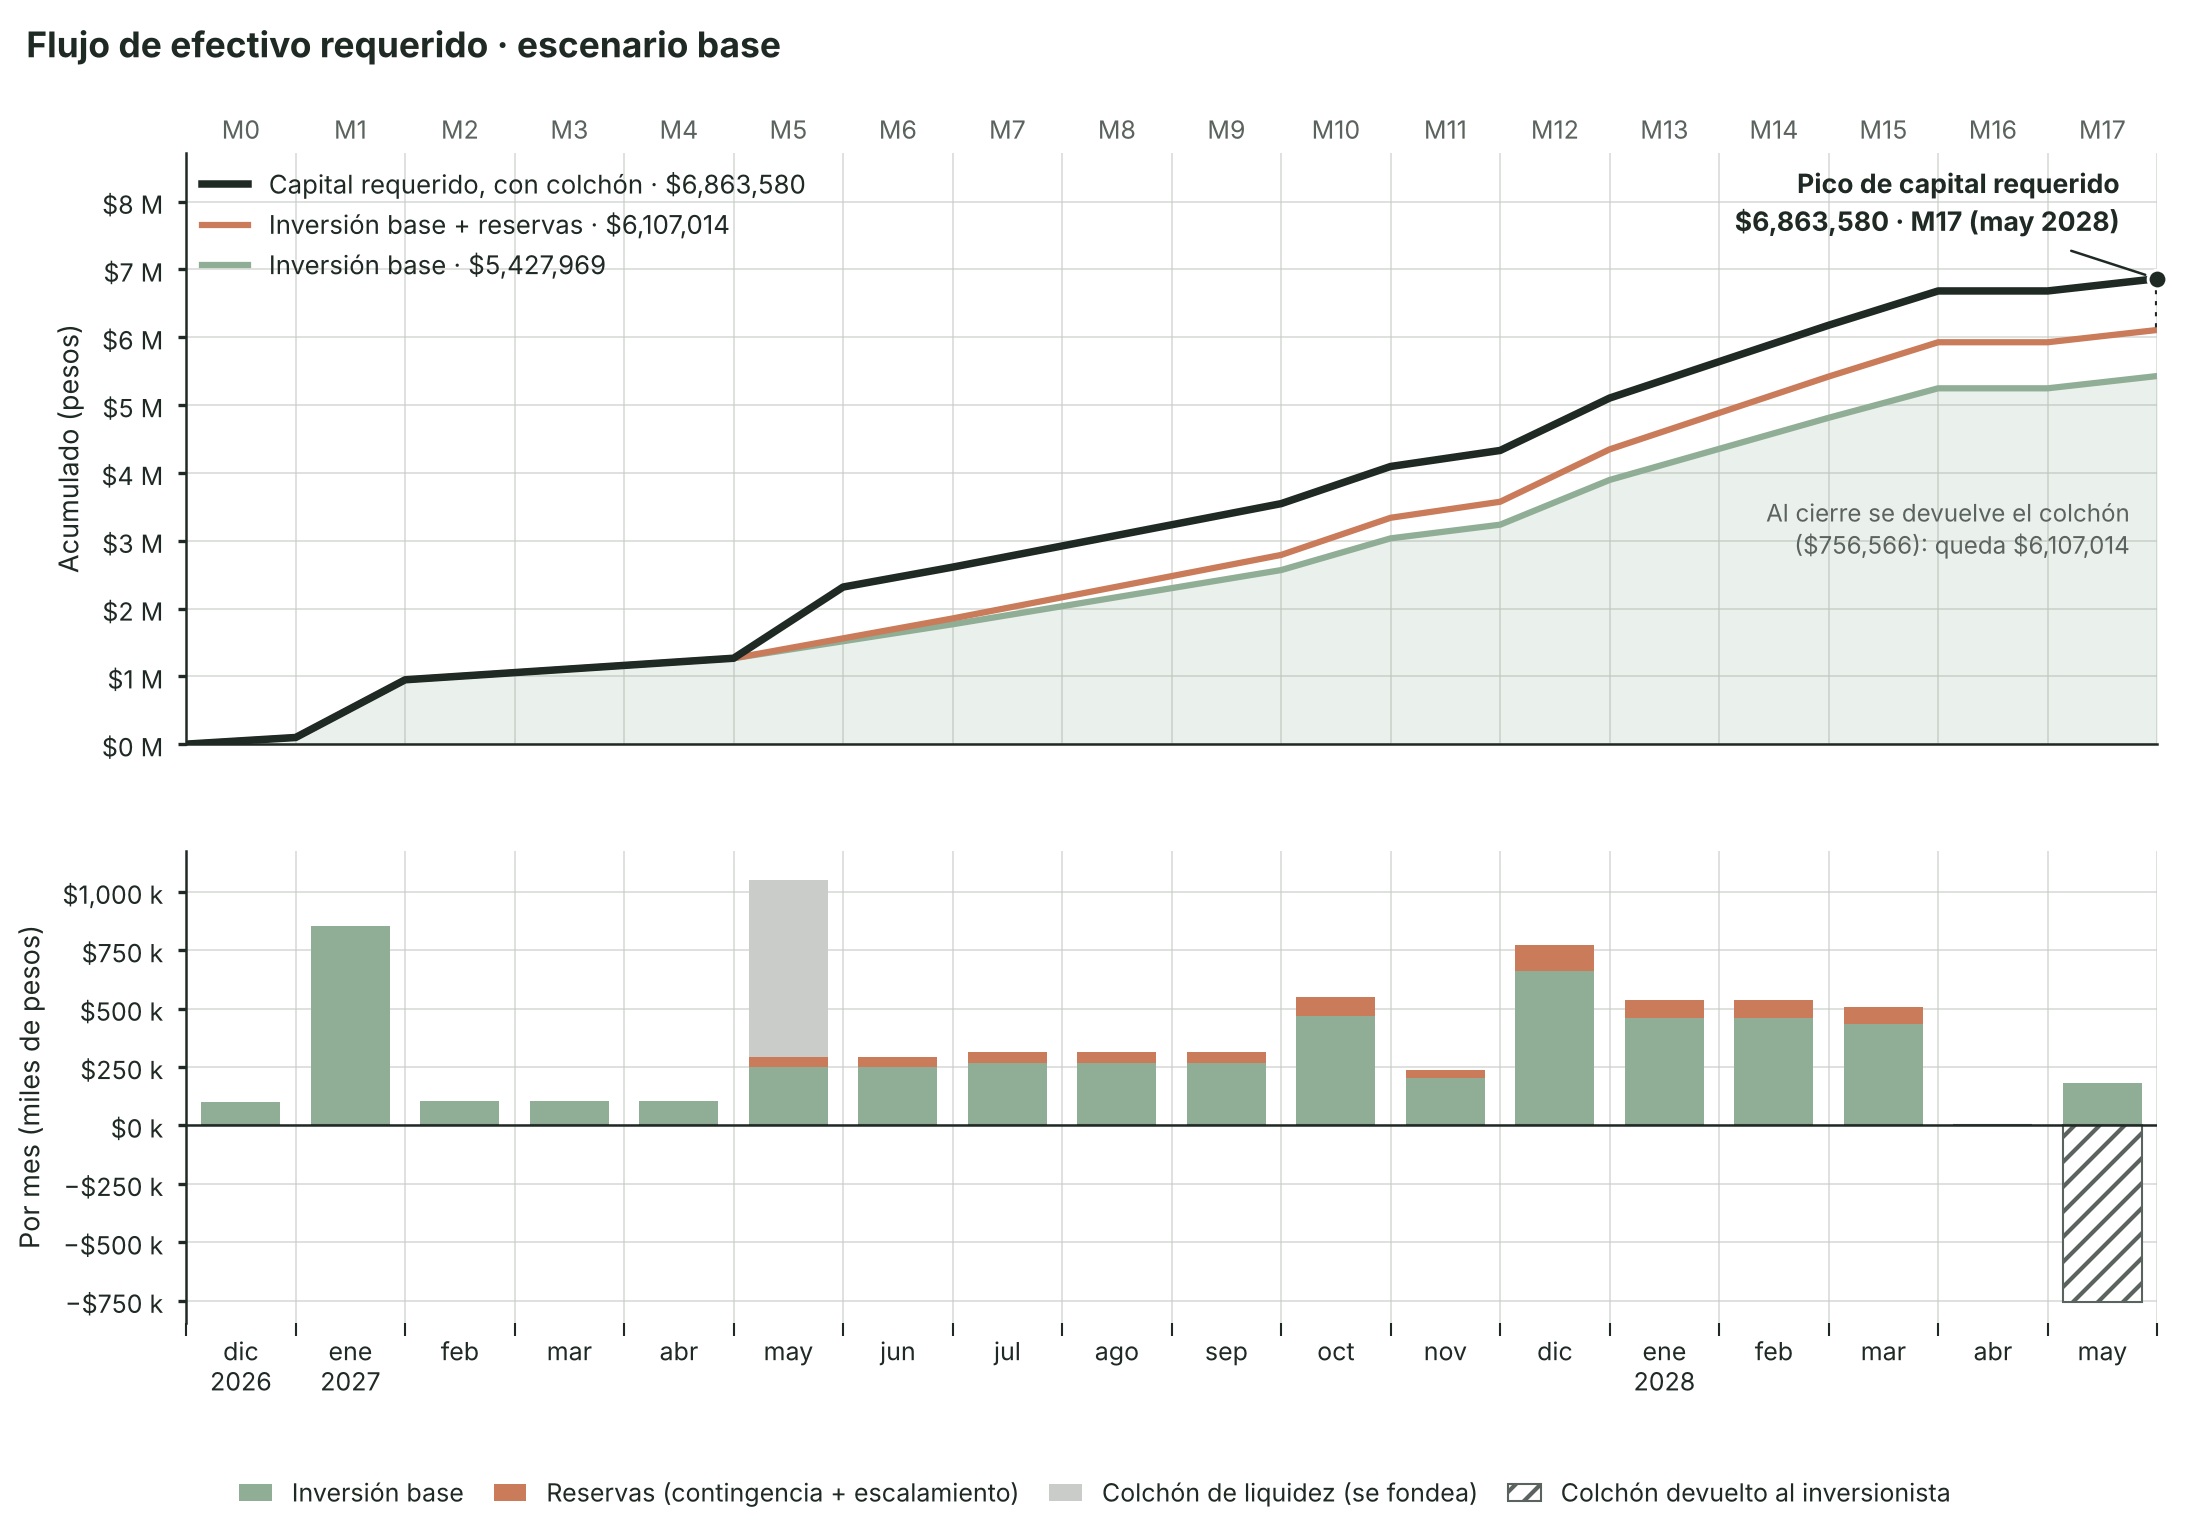 Flujo de efectivo requerido · escenario base
M0 M1 M2 M3 M4 M5 M6 M7 M8 M9 M10 M11 M12 M13 M14 M15 M16 M17
Capital requerido, con colchón · $6,863,580
Inversión base + reservas · $6,107,014
Inversión base · $5,427,969
Pico de capital requerido
$6,863,580 · M17 (may 2028)
Acumulado (pesos)
$8 M
$7 M
$6 M
$5 M
$4 M
$3 M
$2 M
$1 M
$0 M
Al cierre se devuelve el colchón
($756,566): queda $6,107,014
Por mes (miles de pesos)
$1,000 k
$750 k
$500 k
$250 k
$0 k
−$250 k
−$500 k
−$750 k
dic ene feb mar abr may jun jul ago sep oct nov dic ene feb mar abr may
2026 2027 2028
Inversión base Reservas (contingencia + escalamiento) Colchón de liquidez (se fondea) Colchón devuelto al inversionista